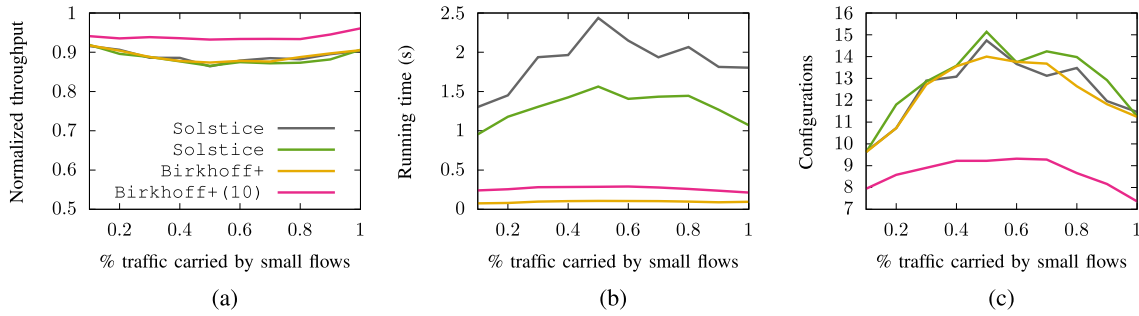 Normalized throughput
1
0.9
0.8
0.7
0.6
0.5
Solstice
Solstice
Birkhoff+
Birkhoff+(10)
0.2 0.4 0.6 0.8 1
% traffic carried by small flows
(a)
Running time (s)
2.5
2
1.5
1
0.5
0
0.2 0.4 0.6 0.8 1
% traffic carried by small flows
(b)
Configurations
16
15
14
13
12
11
10
9
8
7
0.2 0.4 0.6 0.8 1
% traffic carried by small flows
(c)